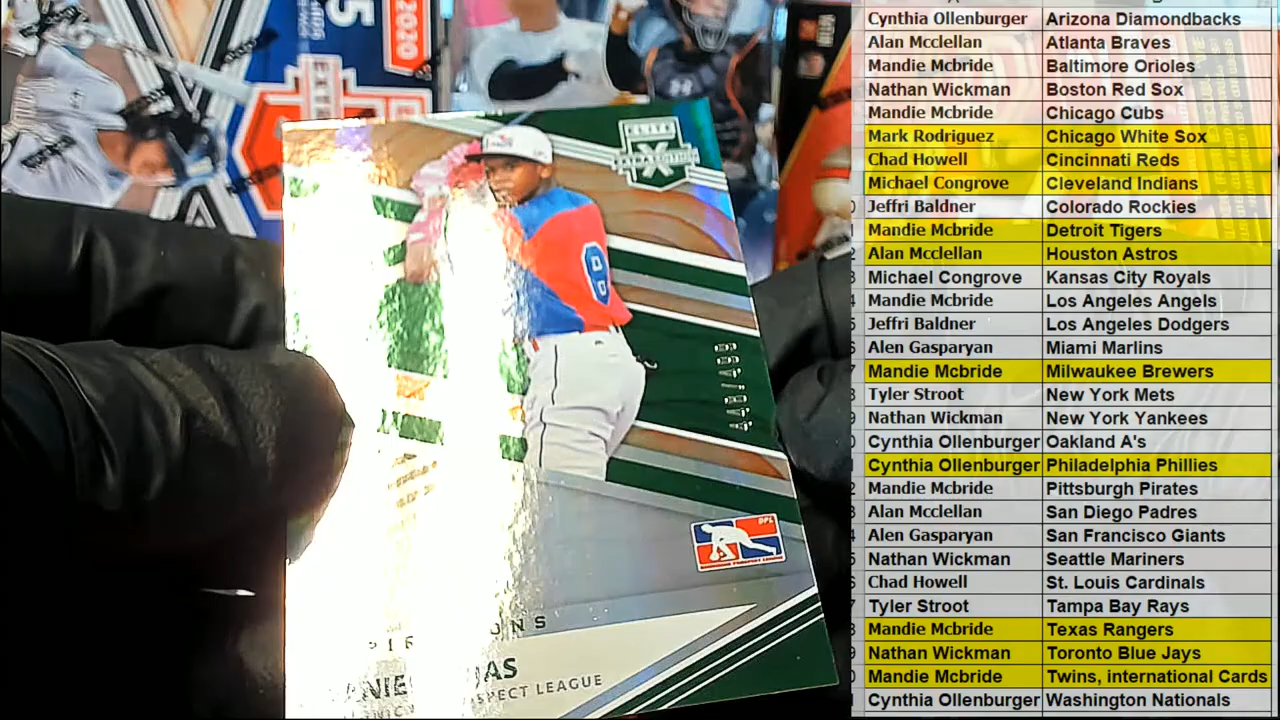 2020
X
8
DPL
ONS
NIE AS
SPECT LEAGUE
Cynthia Ollenburger Arizona Diamondbacks
Alan Mcclellan Atlanta Braves
Mandie Mcbride Baltimore Orioles
Nathan Wickman Boston Red Sox
Mandie Mcbride Chicago Cubs
Mark Rodriguez Chicago White Sox
Chad Howell Cincinnati Reds
Michael Congrove Cleveland Indians
Jeffri Baldner Colorado Rockies
Mandie Mcbride Detroit Tigers
Alan Mcclellan Houston Astros
Michael Congrove Kansas City Royals
Mandie Mcbride Los Angeles Angels
Jeffri Baldner Los Angeles Dodgers
Alen Gasparyan Miami Marlins
Mandie Mcbride Milwaukee Brewers
Tyler Stroot New York Mets
Nathan Wickman New York Yankees
Cynthia Ollenburger Oakland A's
Cynthia Ollenburger Philadelphia Phillies
Mandie Mcbride Pittsburgh Pirates
Alan Mcclellan San Diego Padres
Alen Gasparyan San Francisco Giants
Nathan Wickman Seattle Mariners
Chad Howell St. Louis Cardinals
Tyler Stroot Tampa Bay Rays
Mandie Mcbride Texas Rangers
Nathan Wickman Toronto Blue Jays
Mandie Mcbride Twins, international Cards
Cynthia Ollenburger Washington Nationals